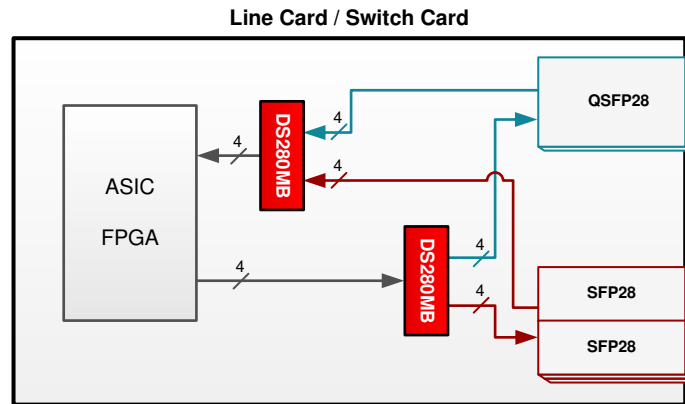 Line Card / Switch Card
QSFP28
4
DS280MB
4
4
ASIC
FPGA
4
DS280MB
4
4
SFP28
SFP28